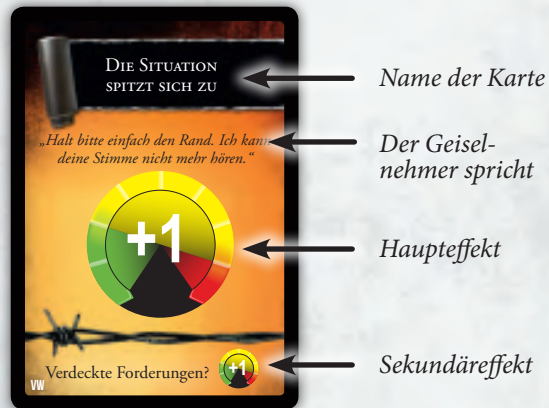 Die Situation
spitzt sich zu
„Halt bitte einfach den Rand. Ich kann
deine Stimme nicht mehr hören.“
+1
Verdeckte Forderungen? +1
VW
Name der Karte
Der Geisel-
nehmer spricht
Haupteffekt
Sekundäreffekt